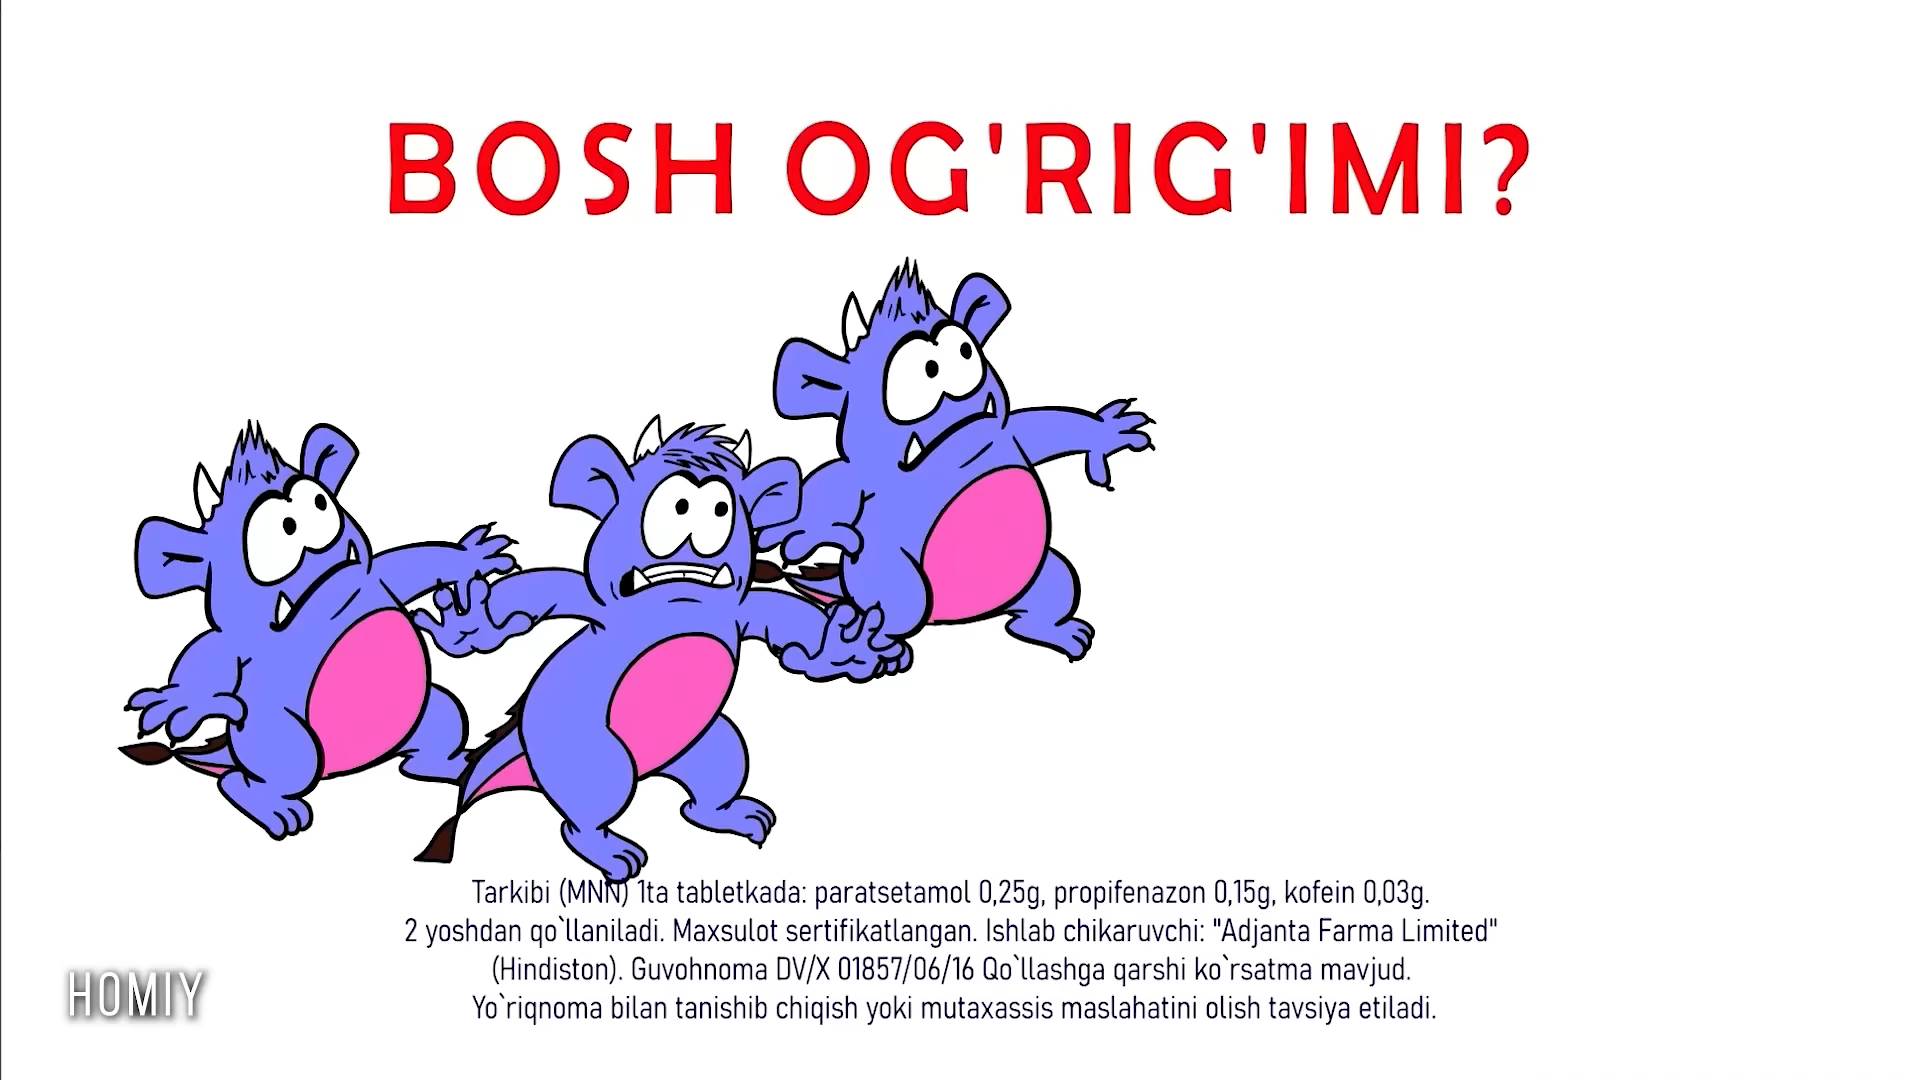 BOSH OG'RIG'IMI?
Tarkibi (MNN) 1ta tabletkada: paratsetamol 0,25g, propifenazon 0,15g, kofein 0,03g.
2 yoshdan qo`llaniladi. Maxsulot sertifikatlangan. Ishlab chikaruvchi: "Adjanta Farma Limited"
(Hindiston). Guvohnoma DV/X 01857/06/16 Qo`llashga qarshi ko`rsatma mavjud.
Yo`riqnoma bilan tanishib chiqish yoki mutaxassis maslahatini olish tavsiya etiladi.
HOMIY